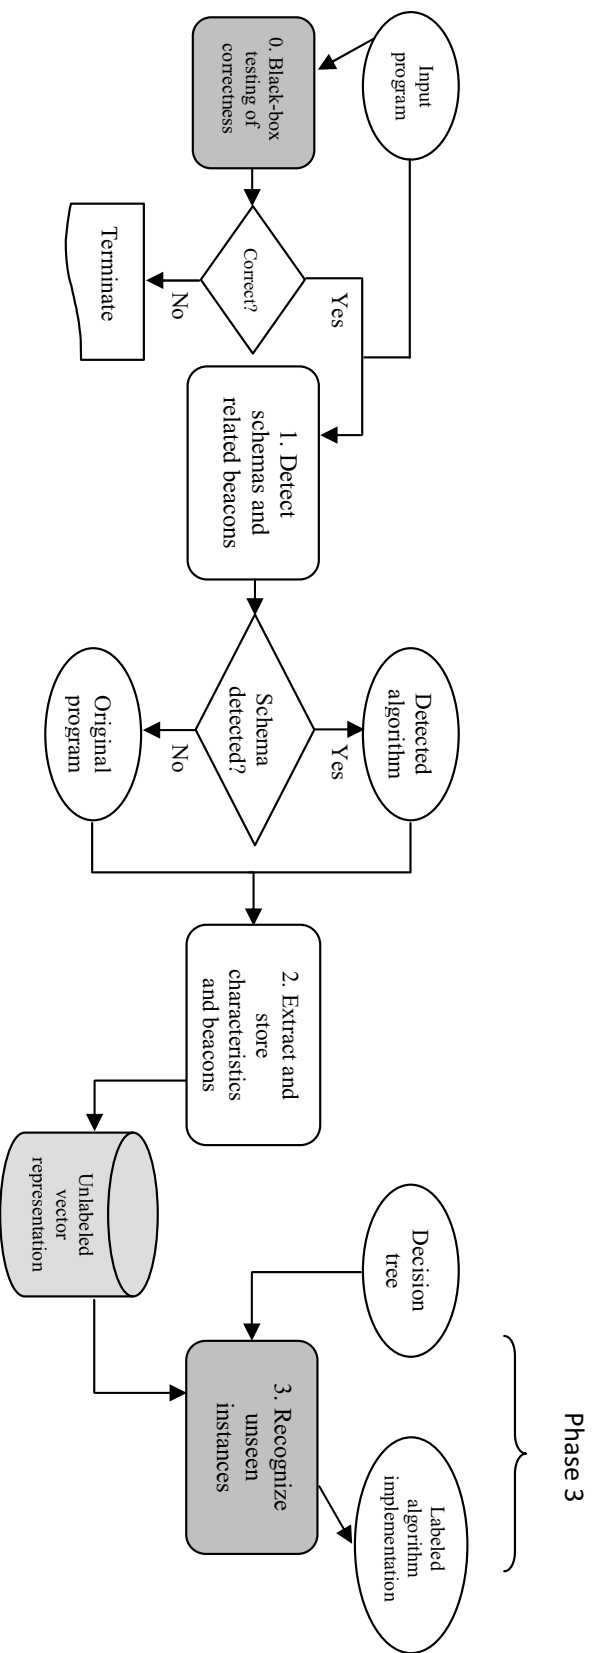 Phase 3
Input
program
0. Black-box
testing of
correctness
Correct?
Yes
No
Terminate
1. Detect
schemas and
related beacons
Schema
detected?
Yes
No
Detected
algorithm
Original
program
2. Extract and
store
characteristics
and beacons
Unlabeled
vector
representation
Decision
tree
3. Recognize
unseen
instances
Labeled
algorithm
implementation